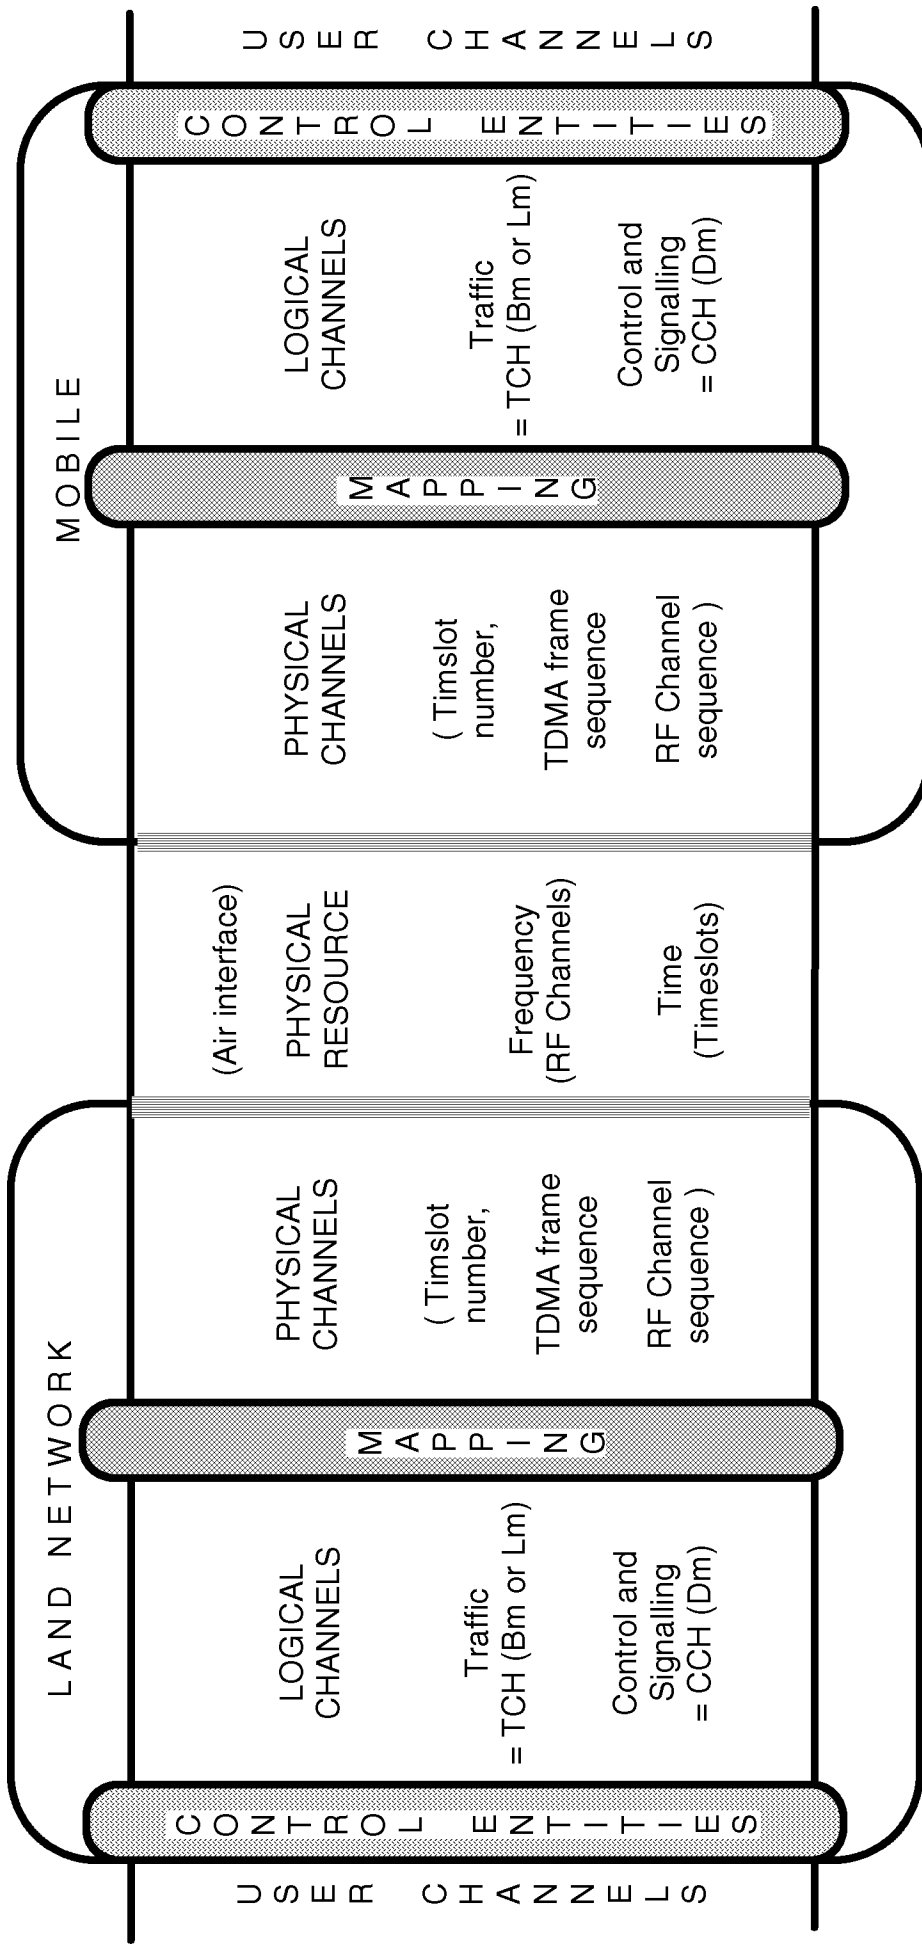 LAND NETWORK
MOBILE
USER CHANNELS
CONTROL ENTITIES
LOGICAL
CHANNELS
Traffic
= TCH (Bm or Lm)
Control and
Signalling
= CCH (Dm)
MAPPING
PHYSICAL
CHANNELS
( Timslot
number,
TDMA frame
sequence
RF Channel
sequence )
(Air interface)
PHYSICAL
RESOURCE
Frequency
(RF Channels)
Time
(Timeslots)
PHYSICAL
CHANNELS
( Timslot
number,
TDMA frame
sequence
RF Channel
sequence )
MAPPING
LOGICAL
CHANNELS
Traffic
= TCH (Bm or Lm)
Control and
Signalling
= CCH (Dm)
CONTROL ENTITIES
USER CHANNELS